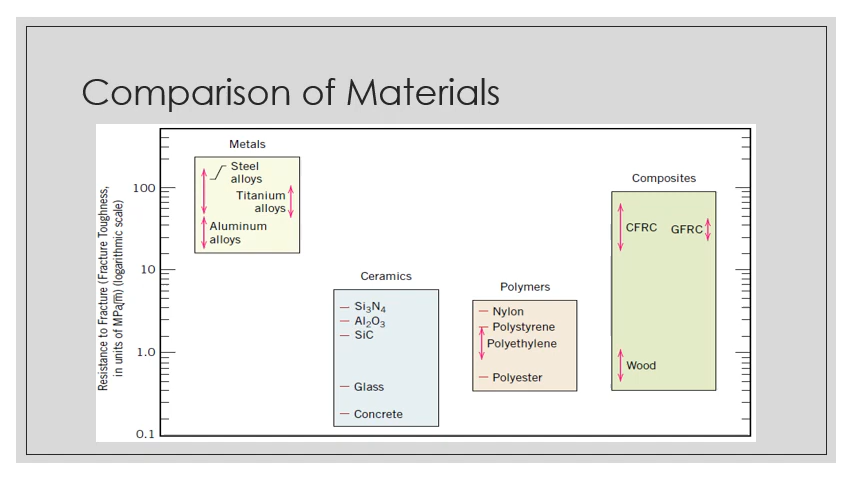 Comparison of Materials
Resistance to Fracture (Fracture Toughness,
in units of MPa√m) (logarithmic scale)
100
10
1.0
0.1
Metals
Steel
alloys
Titanium
alloys
Aluminum
alloys
Ceramics
Si₃N₄
Al₂O₃
SiC
Glass
Concrete
Polymers
Nylon
Polystyrene
Polyethylene
Polyester
Composites
CFRC
GFRC
Wood